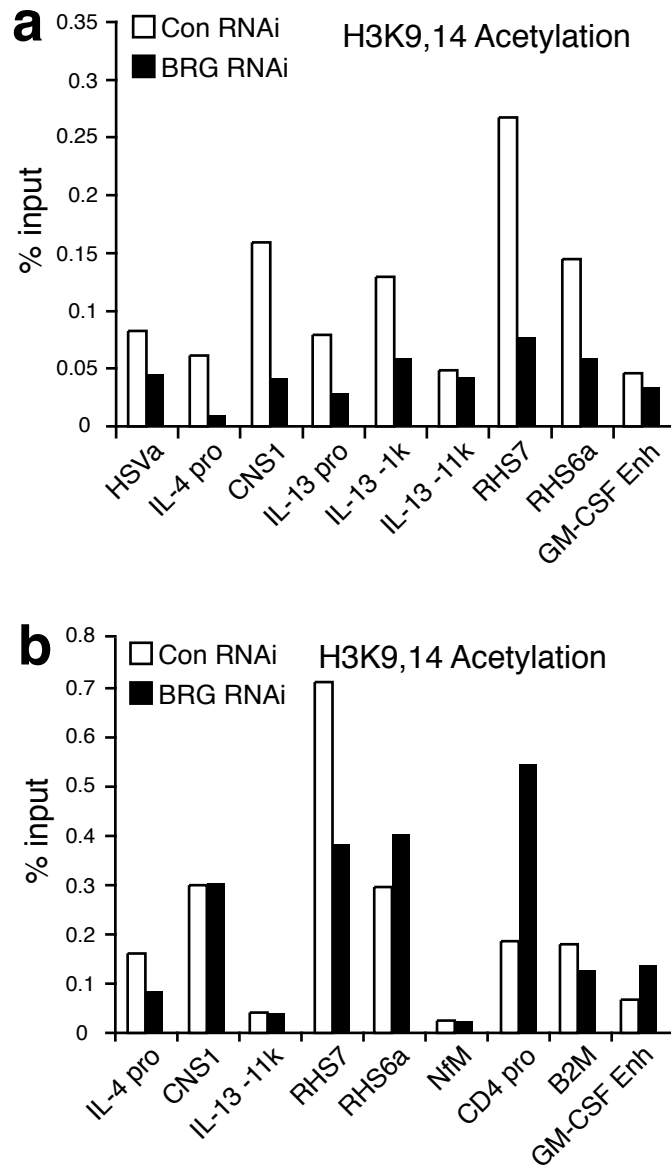 a
Con RNAi
BRG RNAi
H3K9,14 Acetylation
% input
0.35
0.3
0.25
0.2
0.15
0.1
0.05
0
HSVa
IL-4 pro
CNS1
IL-13 pro
IL-13 -1k
IL-13 -11k
RHS7
RHS6a
GM-CSF Enh
b
Con RNAi
BRG RNAi
H3K9,14 Acetylation
% input
0.8
0.7
0.6
0.5
0.4
0.3
0.2
0.1
0
IL-4 pro
CNS1
IL-13 -11k
RHS7
RHS6a
NfM
CD4 pro
B2M
GM-CSF Enh